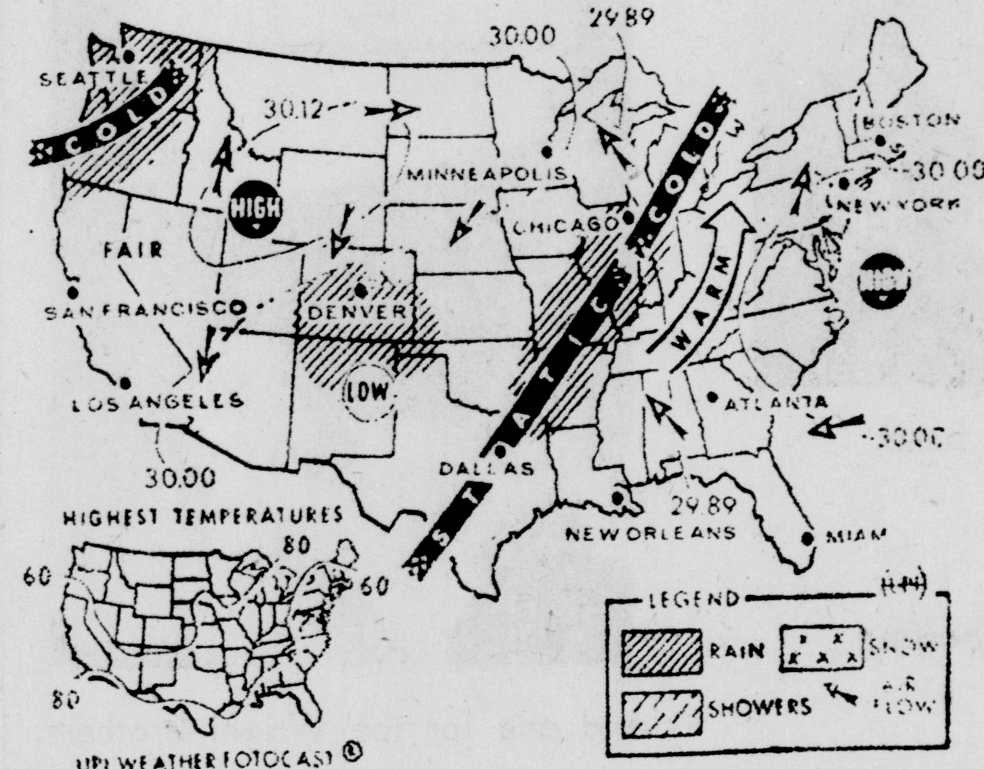 29.89
30.00
SEATTLE
COLD
30.12
COLD
BOSTON
MINNEAPOLIS
30.00
HIGH
NEW YORK
CHICAGO
FAIR
WARM
HIGH
SAN FRANCISCO
DENVER
STATIC
LOW
LOS ANGELES
ATLANTA
30.00
DALLAS
30.00
29.89
HIGHEST TEMPERATURES
NEW ORLEANS
MIAMI
80
60
60
80
LEGEND
RAIN
SNOW
SHOWERS
AIR
FLOW
UPI WEATHER FOTOCAST ®